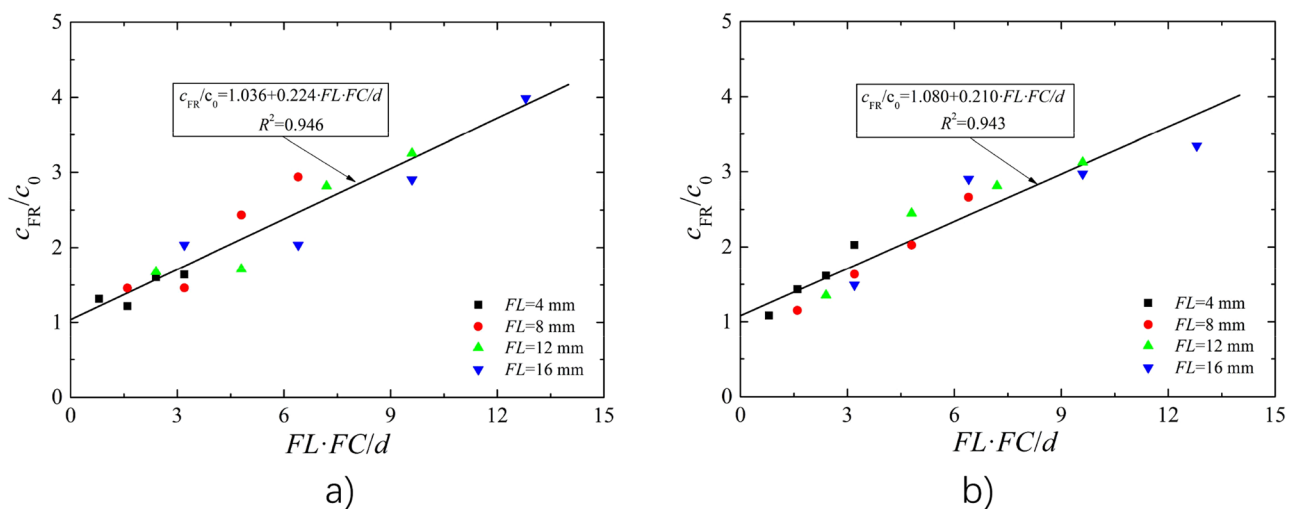 5
4
3
2
1
0
c_FR/c_0
c_FR/c_0=1.036+0.224·FL·FC/d
R²=0.946
FL=4 mm
FL=8 mm
FL=12 mm
FL=16 mm
0 3 6 9 12 15
FL·FC/d
a)
5
4
3
2
1
0
c_FR/c_0
c_FR/c_0=1.080+0.210·FL·FC/d
R²=0.943
FL=4 mm
FL=8 mm
FL=12 mm
FL=16 mm
0 3 6 9 12 15
FL·FC/d
b)